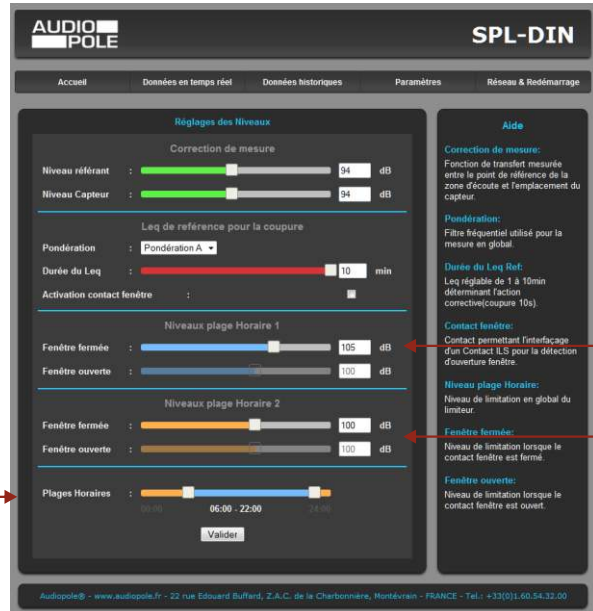 AUDIO
POLE
SPL-DIN
Accueil
Données en temps réel
Données historiques
Paramètres
Réseau & Redémarrage
Réglages des Niveaux
Correction de mesure
Niveau référant : 94 dB
Niveau Capteur : 94 dB
Leq de reférence pour la coupure
Pondération : Pondération A
Durée du Leq : 10 min
Activation contact fenêtre :
Niveaux plage Horaire 1
Fenêtre fermée : 105 dB
Fenêtre ouverte : 100 dB
Niveaux plage Horaire 2
Fenêtre fermée : 100 dB
Fenêtre ouverte : 100 dB
Plages Horaires :
00:00 06:00 - 22:00 24:00
Valider
Aide
Correction de mesure:
Fonction de transfert mesurée
entre le point de référence de la
zone d'écoute et l'emplacement du
capteur.
Pondération:
Filtre fréquentiel utilisé pour la
mesure en global.
Durée du Leq Ref:
Leq réglable de 1 à 10min
déterminant l'action
corrective(coupure 10s).
Contact fenêtre:
Contact permettant l'interfaçage
d'un Contact ILS pour la détection
d'ouverture fenêtre.
Niveau plage Horaire:
Niveau de limitation en global du
limiteur.
Fenêtre fermée:
Niveau de limitation lorsque le
contact fenêtre est fermé.
Fenêtre ouverte:
Niveau de limitation lorsque le
contact fenêtre est ouvert.
Audiopole® - www.audiopole.fr - 22 rue Edouard Buffard, Z.A.C. de la Charbonnière, Montévrain - FRANCE - Tel.: +33(0)1.60.54.32.00